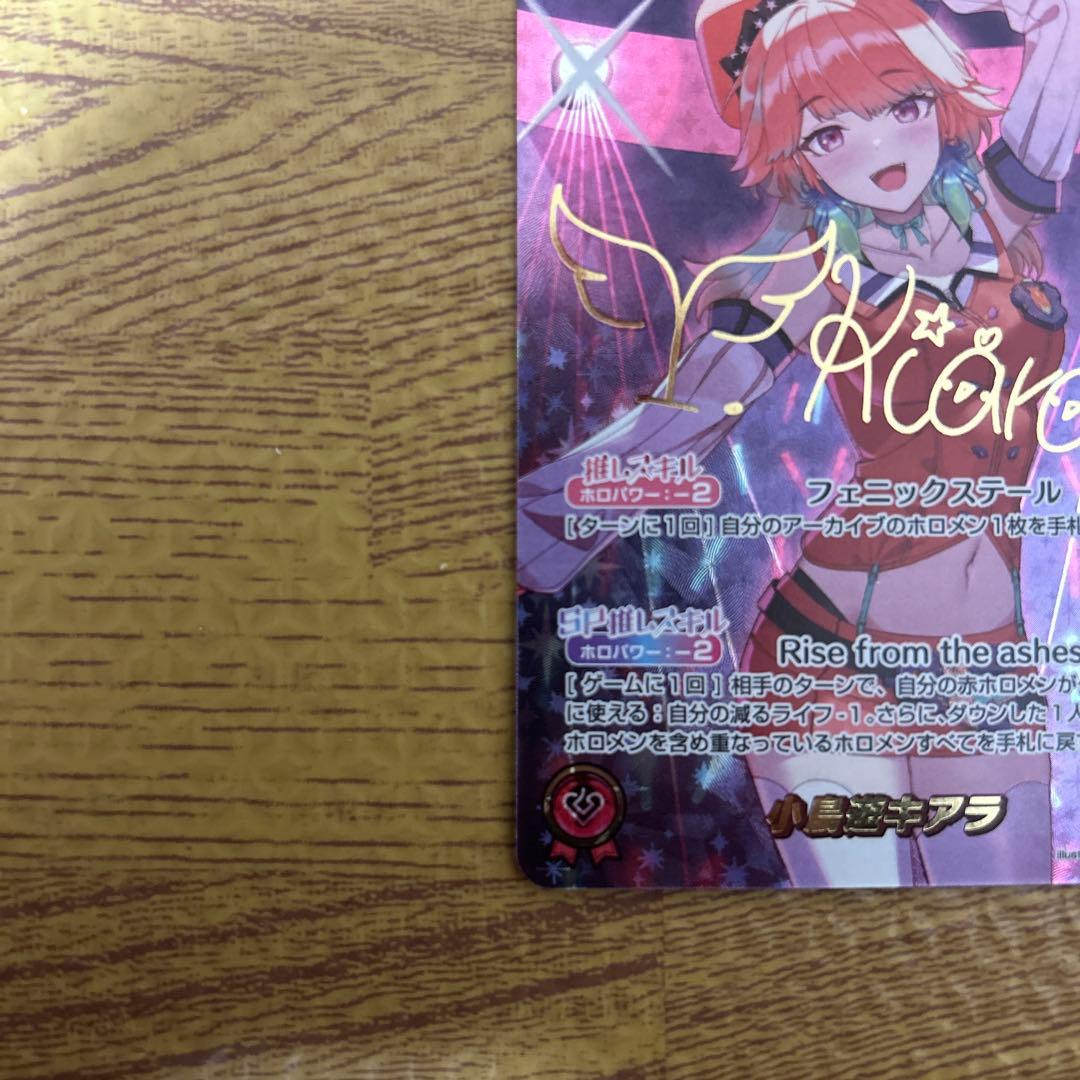 T.Kiara
推しスキル
ホロパワー：-2
フェニックステール
[ターンに1回]自分のアーカイブのホロメン1枚を手札
SP推しスキル
ホロパワー：-2
Rise from the ashes
[ゲームに1回] 相手のターンで、自分の赤ホロメンが
に使える：自分の減るライフ-1。さらに、ダウンした1人
ホロメンを含め重なっているホロメンすべてを手札に戻
小鳥遊キアラ
illust